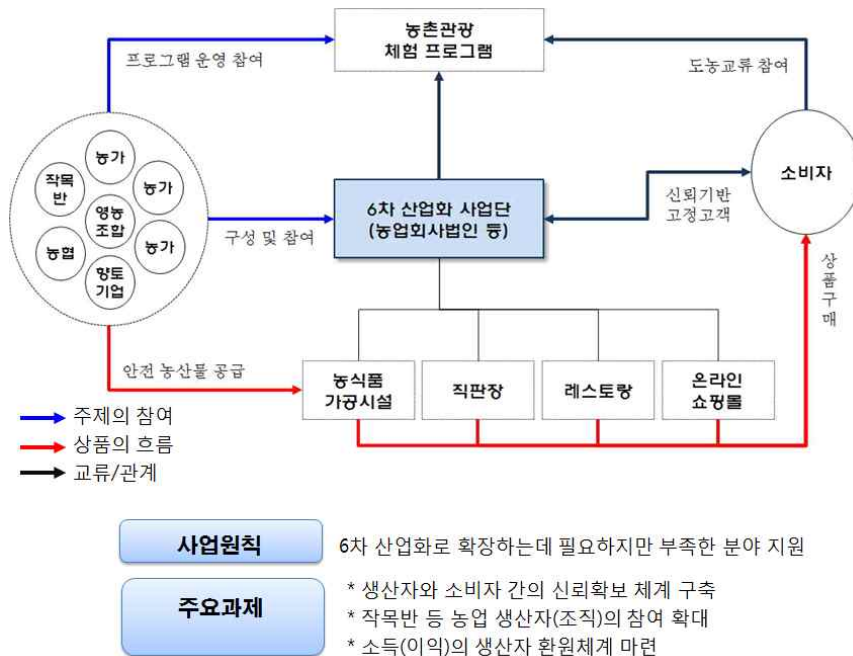 농촌관광
체험 프로그램
프로그램 운영 참여
도농교류 참여
농가
작목
반
농가
영농
조합
농협
농가
향토
기업
구성 및 참여
6차 산업화 사업단
(농업회사법인 등)
신뢰기반
고정고객
소비자
상품구매
안전 농산물 공급
농식품
가공시설
직판장
레스토랑
온라인
쇼핑몰
주제의 참여
상품의 흐름
교류/관계
사업원칙
6차 산업화로 확장하는데 필요하지만 부족한 분야 지원
주요과제
* 생산자와 소비자 간의 신뢰확보 체계 구축
* 작목반 등 농업 생산자(조직)의 참여 확대
* 소득(이익)의 생산자 환원체계 마련